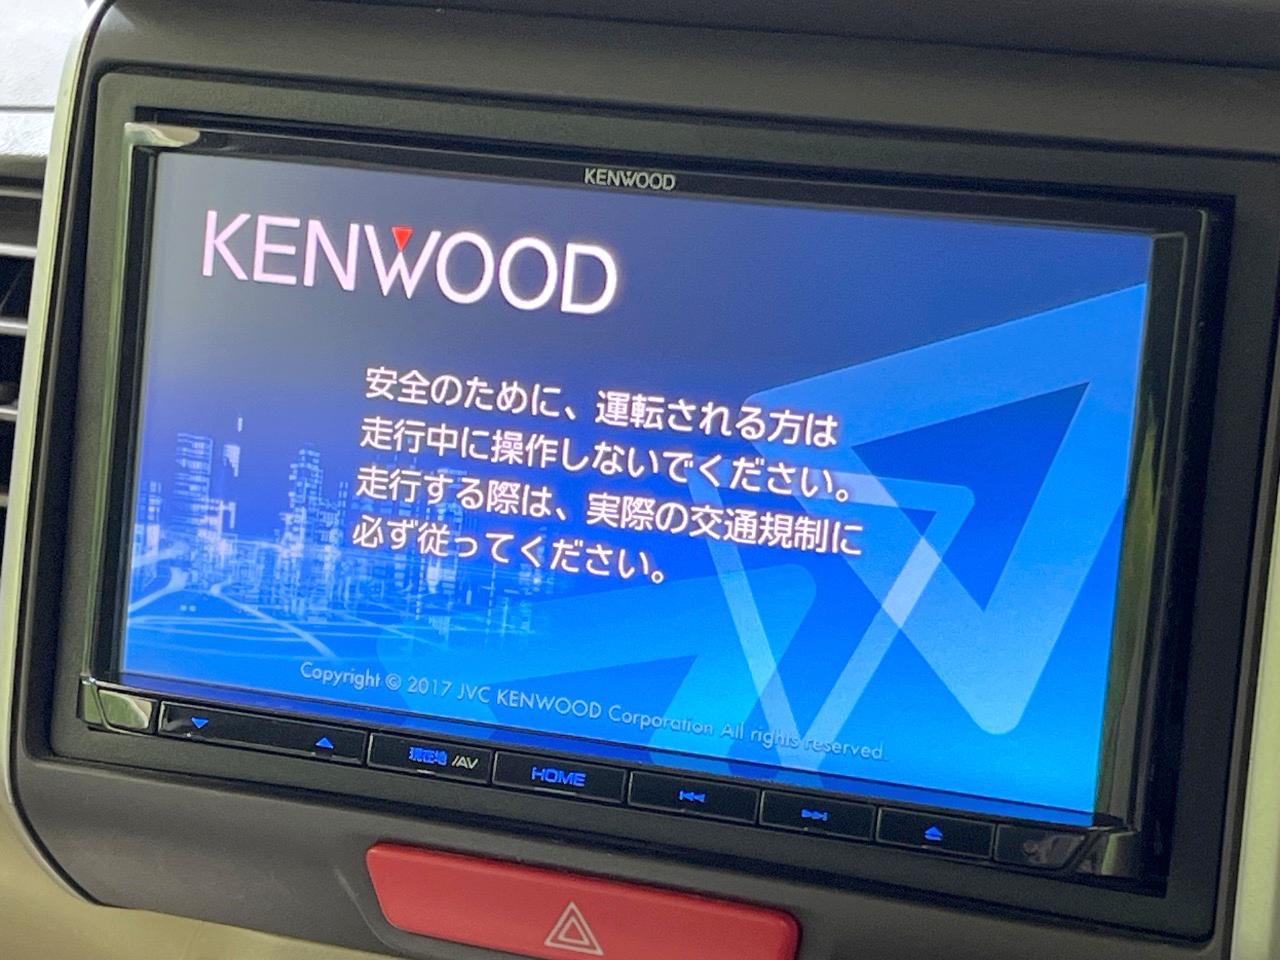 KENWOOD
KENWOOD
安全のために、運転される方は
走行中に操作しないでください。
走行する際は、実際の交通規制に
必ず従ってください。
Copyright © 2017 JVC KENWOOD Corporation All rights reserved.
現在地 /AV
HOME